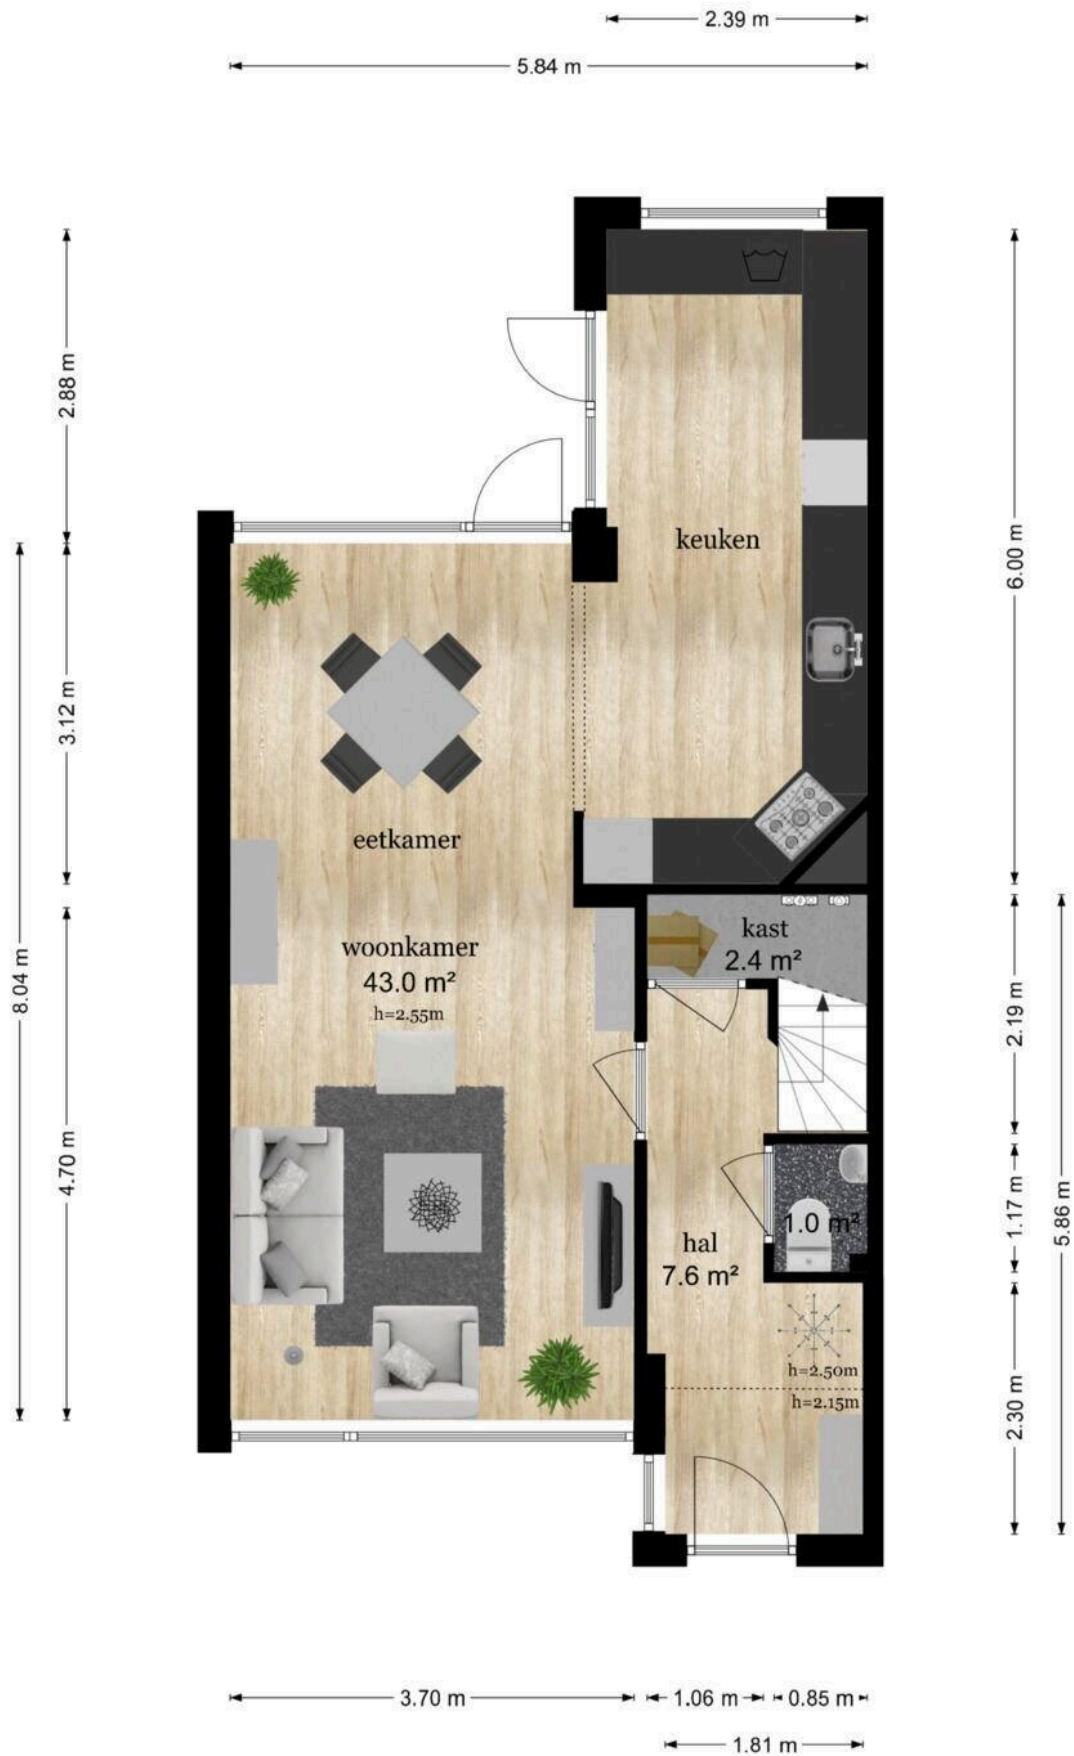 2.39 m
5.84 m
2.88 m
3.12 m
8.04 m
4.70 m
keuken
eetkamer
woonkamer
43.0 m²
h=2.55m
kast
2.4 m²
hal
7.6 m²
1.0 m²
h=2.50m
h=2.15m
6.00 m
2.19 m
1.17 m
5.86 m
2.30 m
3.70 m
1.06 m
0.85 m
1.81 m